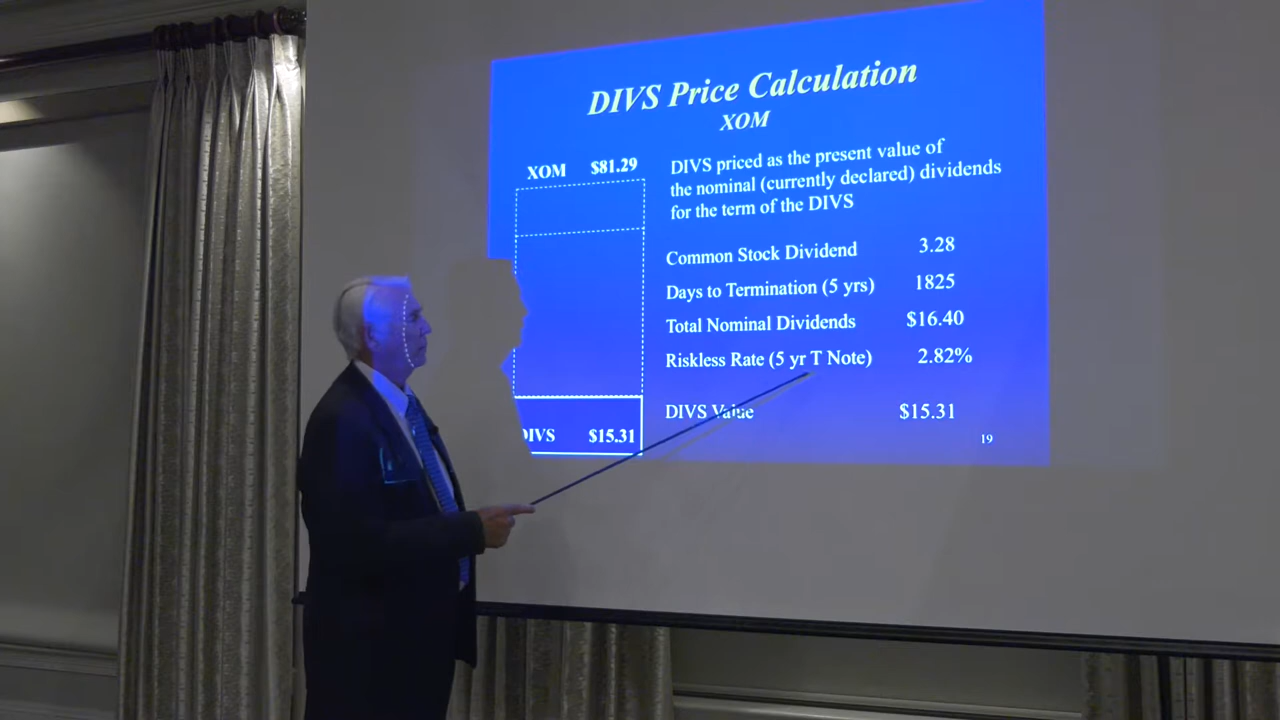 DIVS Price Calculation
XOM
XOM $81.29
DIVS priced as the present value of
the nominal (currently declared) dividends
for the term of the DIVS
Common Stock Dividend 3.28
Days to Termination (5 yrs) 1825
Total Nominal Dividends $16.40
Riskless Rate (5 yr T Note) 2.82%
DIVS Value $15.31
DIVS $15.31
19